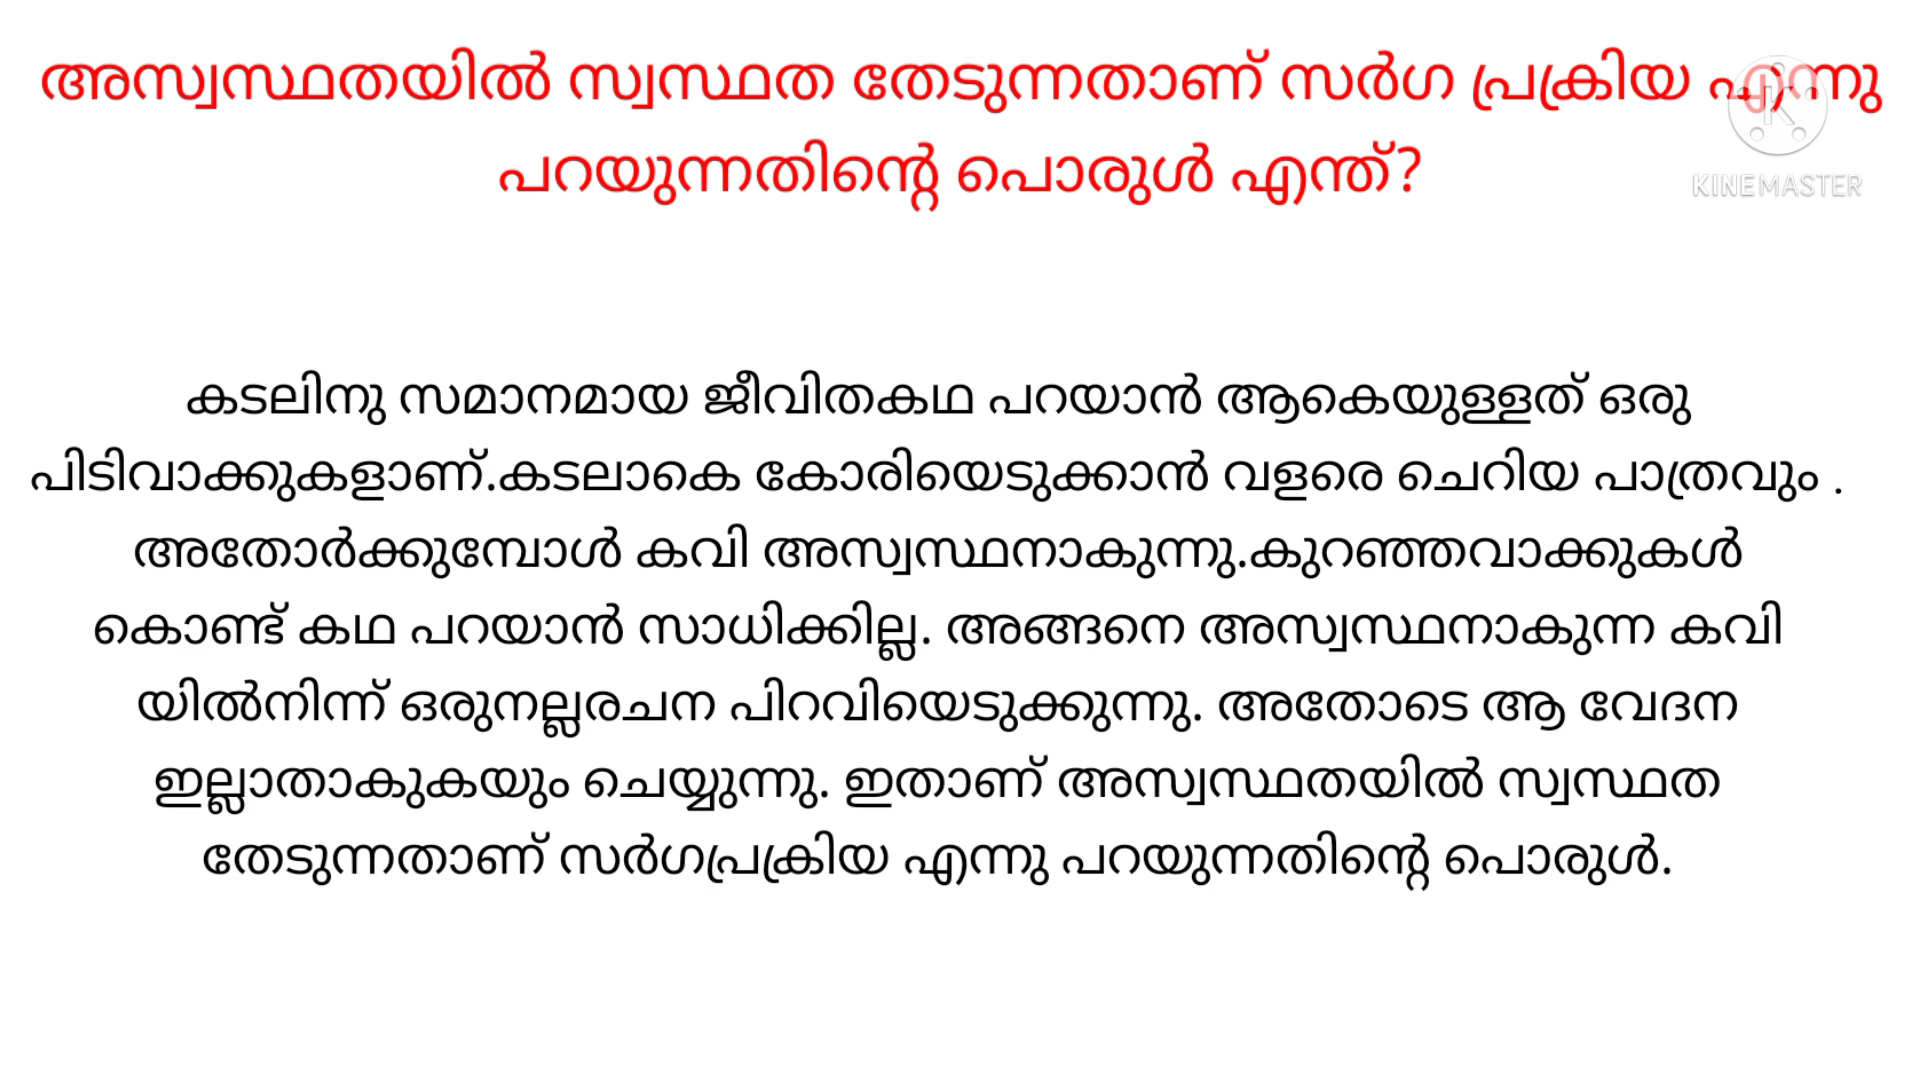 അസ്വസ്ഥതയിൽ സ്വസ്ഥത തേടുന്നതാണ് സർഗ പ്രക്രിയ എന്നു
പറയുന്നതിന്റെ പൊരുൾ എന്ത്?
KINEMASTER
കടലിനു സമാനമായ ജീവിതകഥ പറയാൻ ആകെയുള്ളത് ഒരു
പിടിവാക്കുകളാണ്.കടലാകെ കോരിയെടുക്കാൻ വളരെ ചെറിയ പാത്രവും .
അതോർക്കുമ്പോൾ കവി അസ്വസ്ഥനാകുന്നു.കുറഞ്ഞവാക്കുകൾ
കൊണ്ട് കഥ പറയാൻ സാധിക്കില്ല. അങ്ങനെ അസ്വസ്ഥനാകുന്ന കവി
യിൽനിന്ന് ഒരുനല്ലരചന പിറവിയെടുക്കുന്നു. അതോടെ ആ വേദന
ഇല്ലാതാകുകയും ചെയ്യുന്നു. ഇതാണ് അസ്വസ്ഥതയിൽ സ്വസ്ഥത
തേടുന്നതാണ് സർഗപ്രക്രിയ എന്നു പറയുന്നതിന്റെ പൊരുൾ.